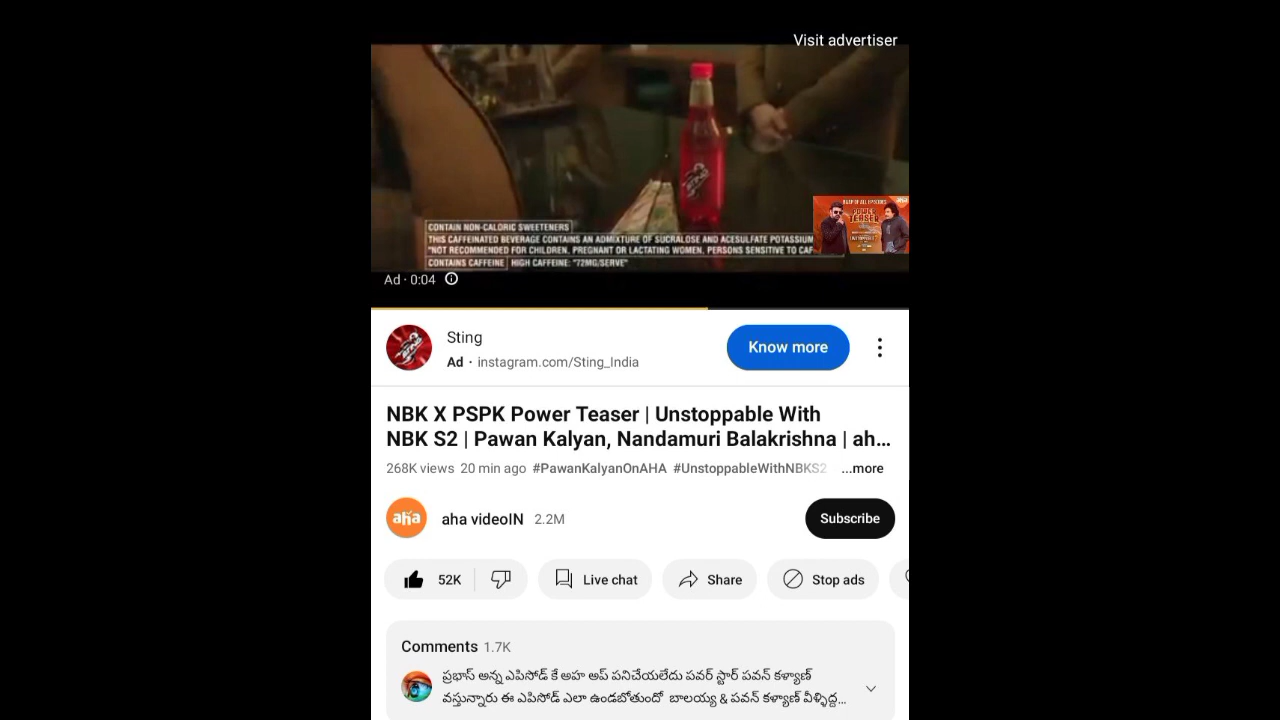 Visit advertiser
STING
CONTAIN NON-CALORIC SWEETENERS
THIS CAFFEINATED BEVERAGE CONTAINS AN ADMIXTURE OF SUCRALOSE AND ACESULFATE POTASSIUM
"NOT RECOMMENDED FOR CHILDREN, PREGNANT OR LACTATING WOMEN, PERSONS SENSITIVE TO CAF
CONTAINS CAFFEINE HIGH CAFFEINE: "72MG/SERVE"
POWER
TEASER
Ad · 0:04
Sting
Ad · instagram.com/Sting_India
Know more
NBK X PSPK Power Teaser | Unstoppable With
NBK S2 | Pawan Kalyan, Nandamuri Balakrishna | ah...
268K views 20 min ago #PawanKalyanOnAHA #UnstoppableWithNBKS2 ...more
aha
aha videoIN 2.2M
Subscribe
52K
Live chat
Share
Stop ads
Comments 1.7K
ప్రభాస్ అన్న ఎపిసోడ్ కే అహ అప్ పనిచేయలేదు పవర్ స్టార్ పవన్ కళ్యాణ్
వస్తున్నారు ఈ ఎపిసోడ్ ఎలా ఉండబోతుందో బాలయ్య & పవన్ కళ్యాణ్ వీళ్ళిద్ద...